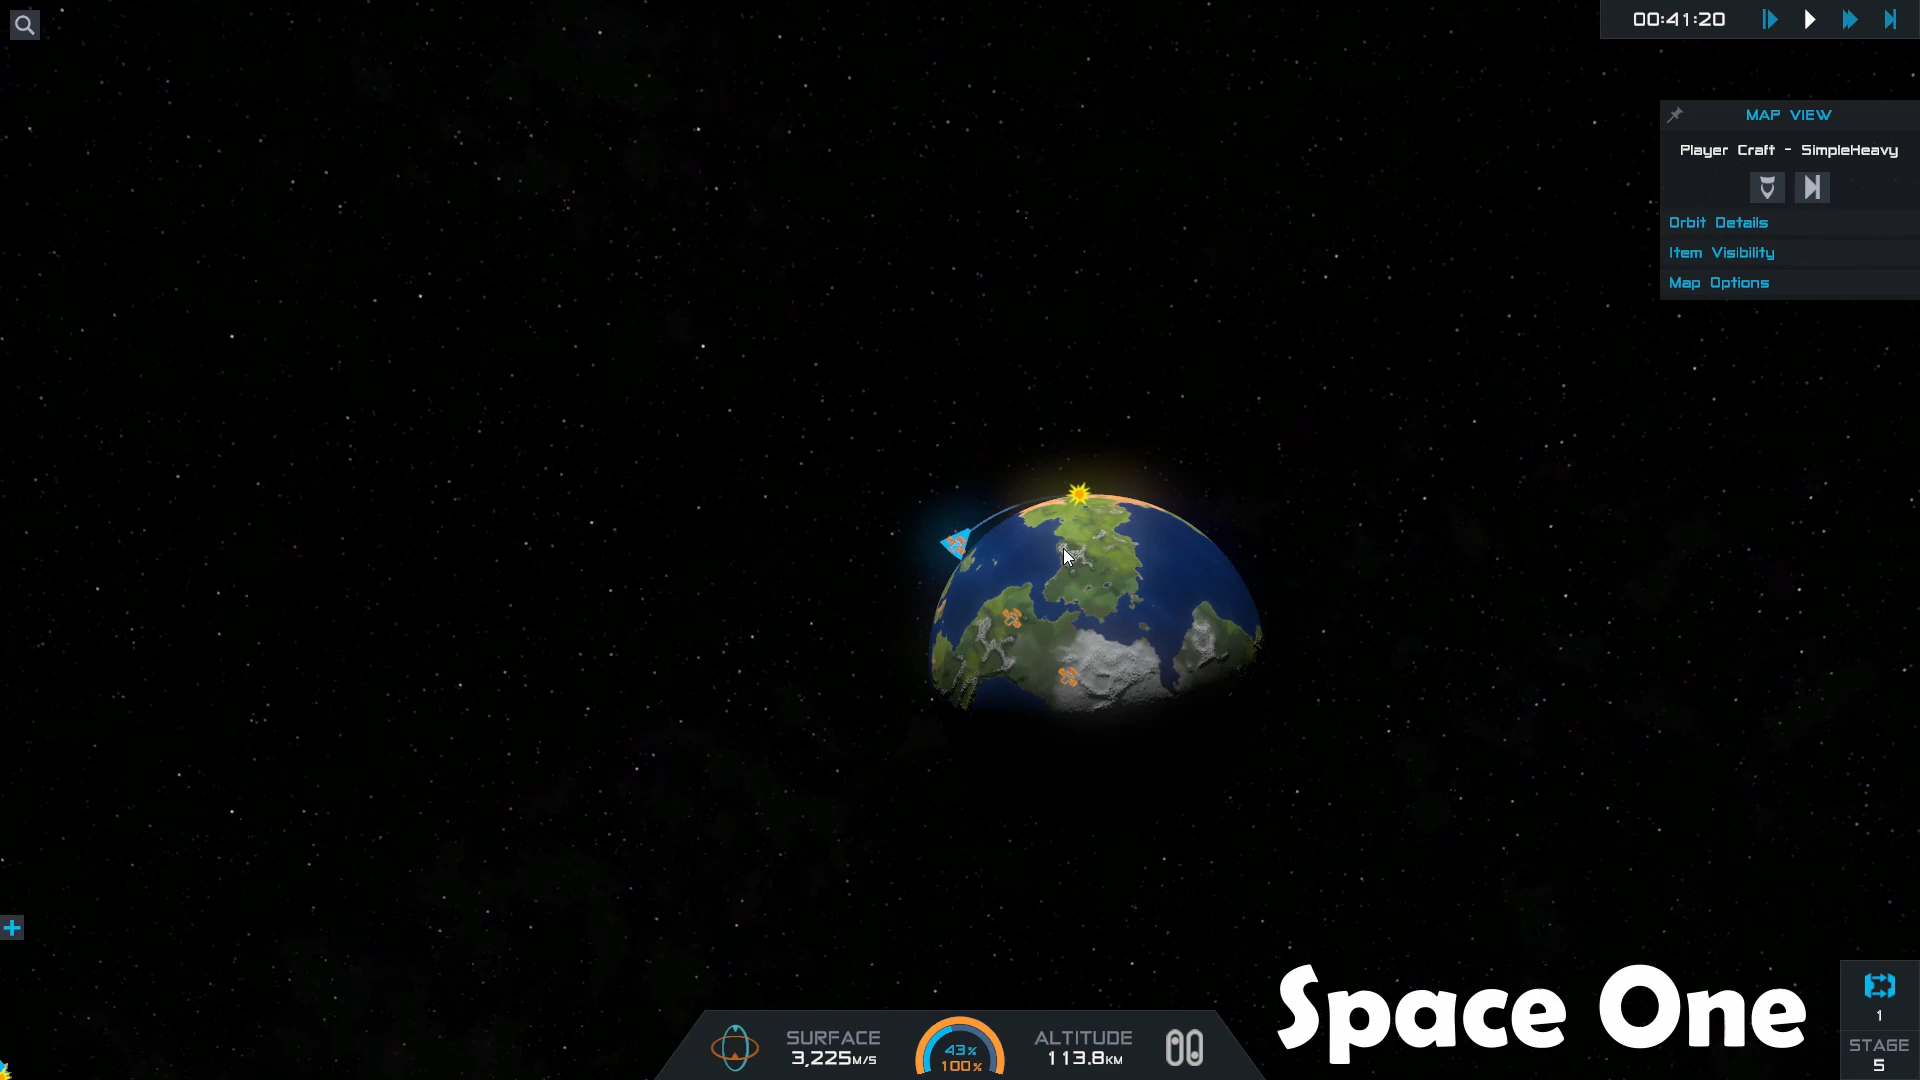 00:41:20
MAP VIEW
Player Craft - SimpleHeavy
Orbit Details
Item Visibility
Map Options
SURFACE
3,225M/S
43%
100%
ALTITUDE
113.8KM
Space One
1
STAGE
5